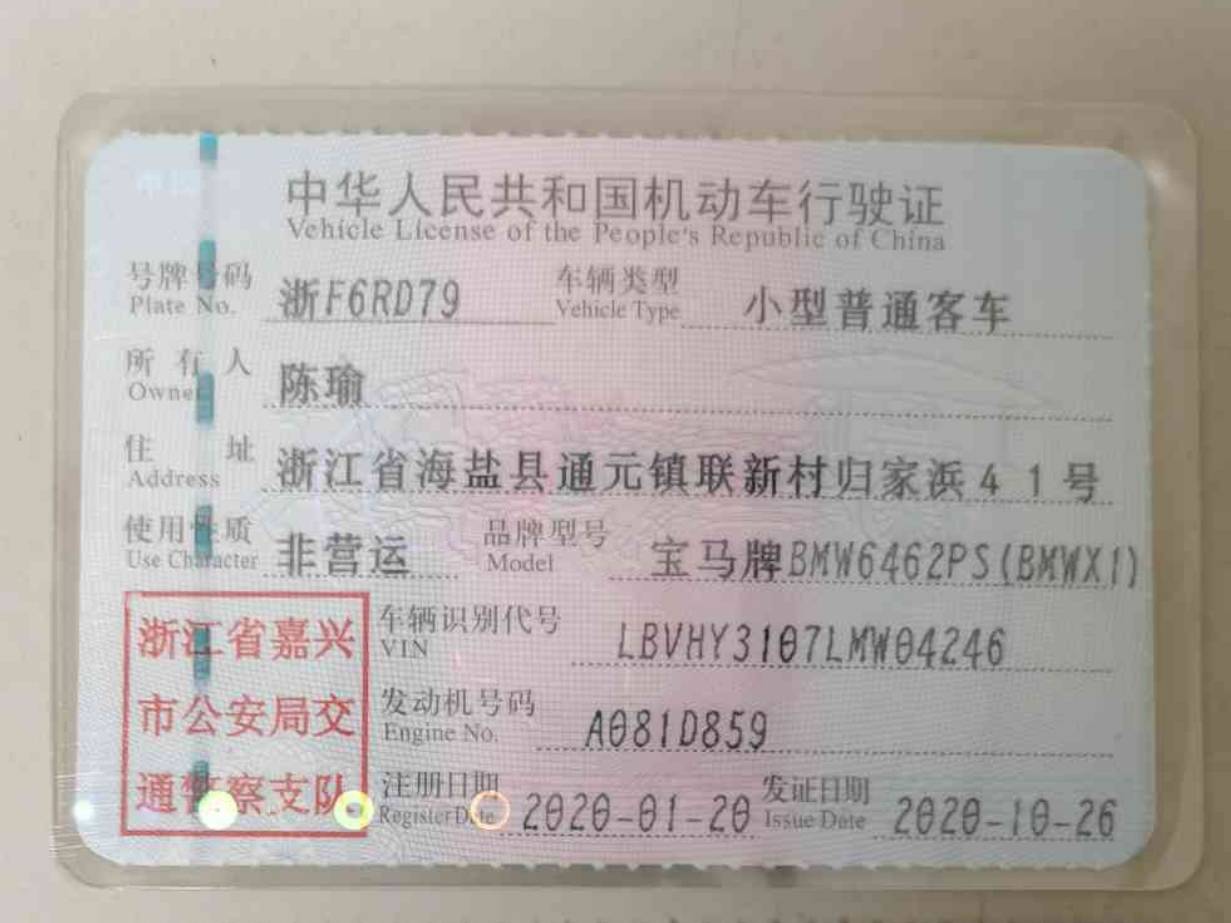 中华人民共和国机动车行驶证
Vehicle License of the People's Republic of China
号牌号码 浙F6RD79 车辆类型 小型普通客车
Plate No. Vehicle Type
所有人 陈瑜
Owner
住址 浙江省海盐县通元镇联新村归家浜41号
Address
使用性质 非营运 品牌型号 宝马牌BMW6462PS(BMWX1)
Use Character Model
浙江省嘉兴
市公安局交
通警察支队
车辆识别代号 LBVHY3107LMW04246
VIN
发动机号码 A081D859
Engine No.
注册日期 2020-01-20 发证日期 2020-10-26
Register Date Issue Date